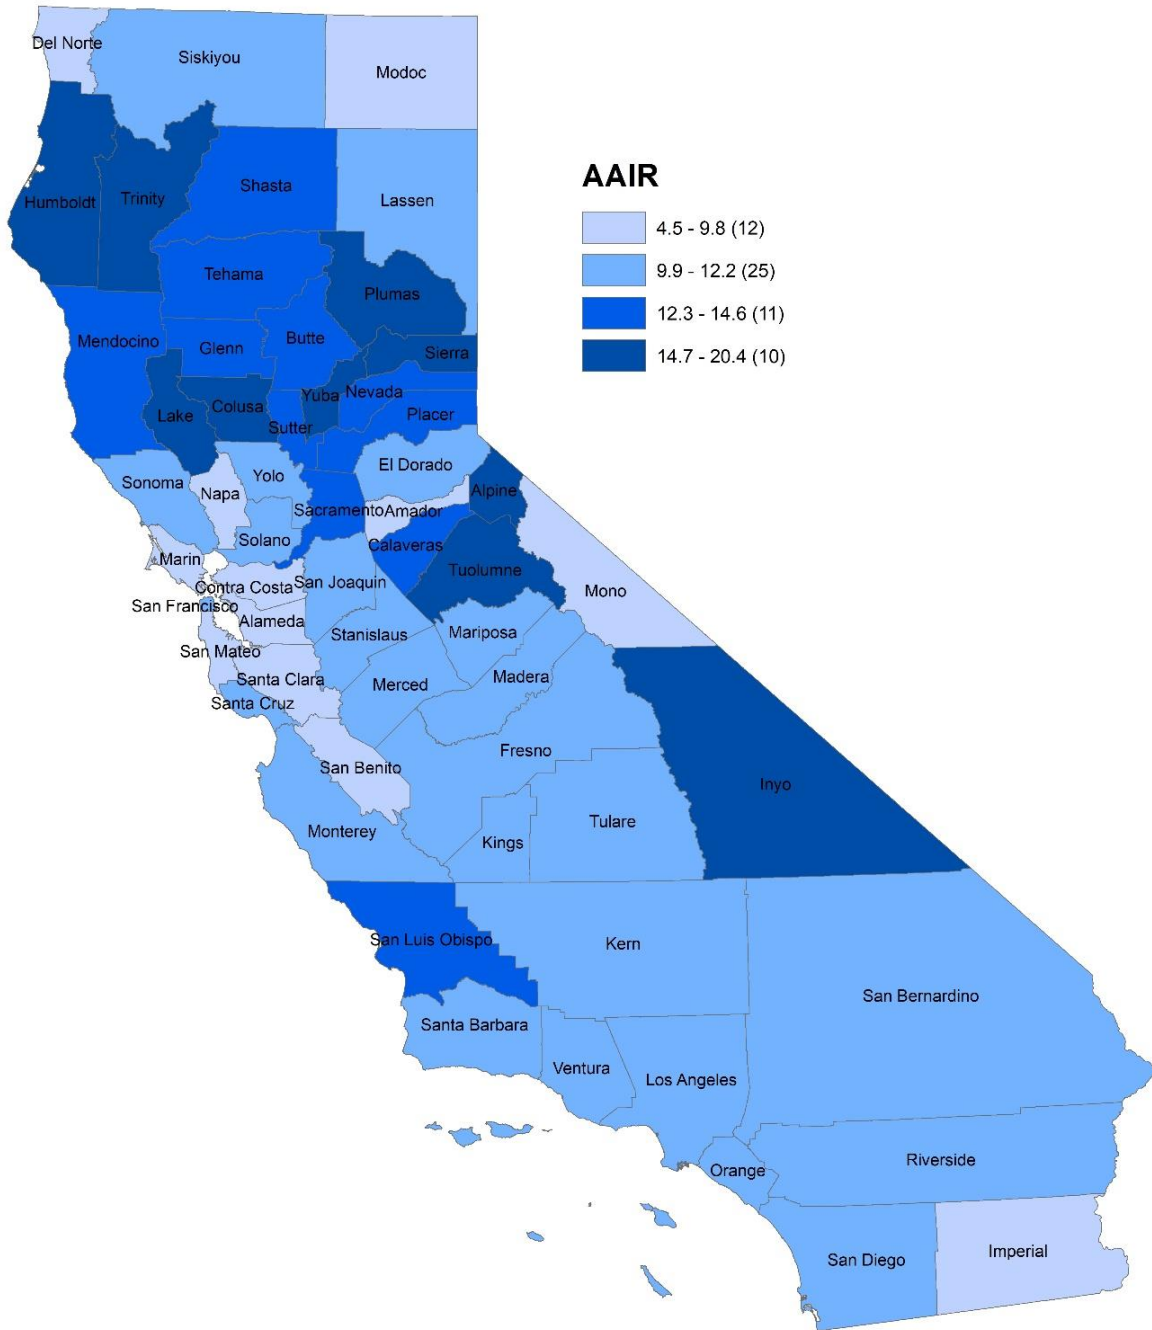 Del Norte
Siskiyou
Modoc
AAIR
Shasta
Trinity
Humboldt
Lassen
4.5 - 9.8 (12)
9.9 - 12.2 (25)
12.3 - 14.6 (11)
14.7 - 20.4 (10)
Tehama
Plumas
Mendocino
Glenn
Butte
Sierra
Yuba
Nevada
Lake
Colusa
Sutter
Placer
El Dorado
Sonoma
Yolo
Napa
Alpine
Sacramento
Amador
Solano
Calaveras
Marin
Tuolumne
Contra Costa
San Joaquin
Mono
San Francisco
Alameda
Stanislaus
Mariposa
San Mateo
Santa Clara
Merced
Madera
Santa Cruz
Fresno
San Benito
Inyo
Monterey
Kings
Tulare
San Luis Obispo
Kern
San Bernardino
Santa Barbara
Ventura
Los Angeles
Orange
Riverside
San Diego
Imperial